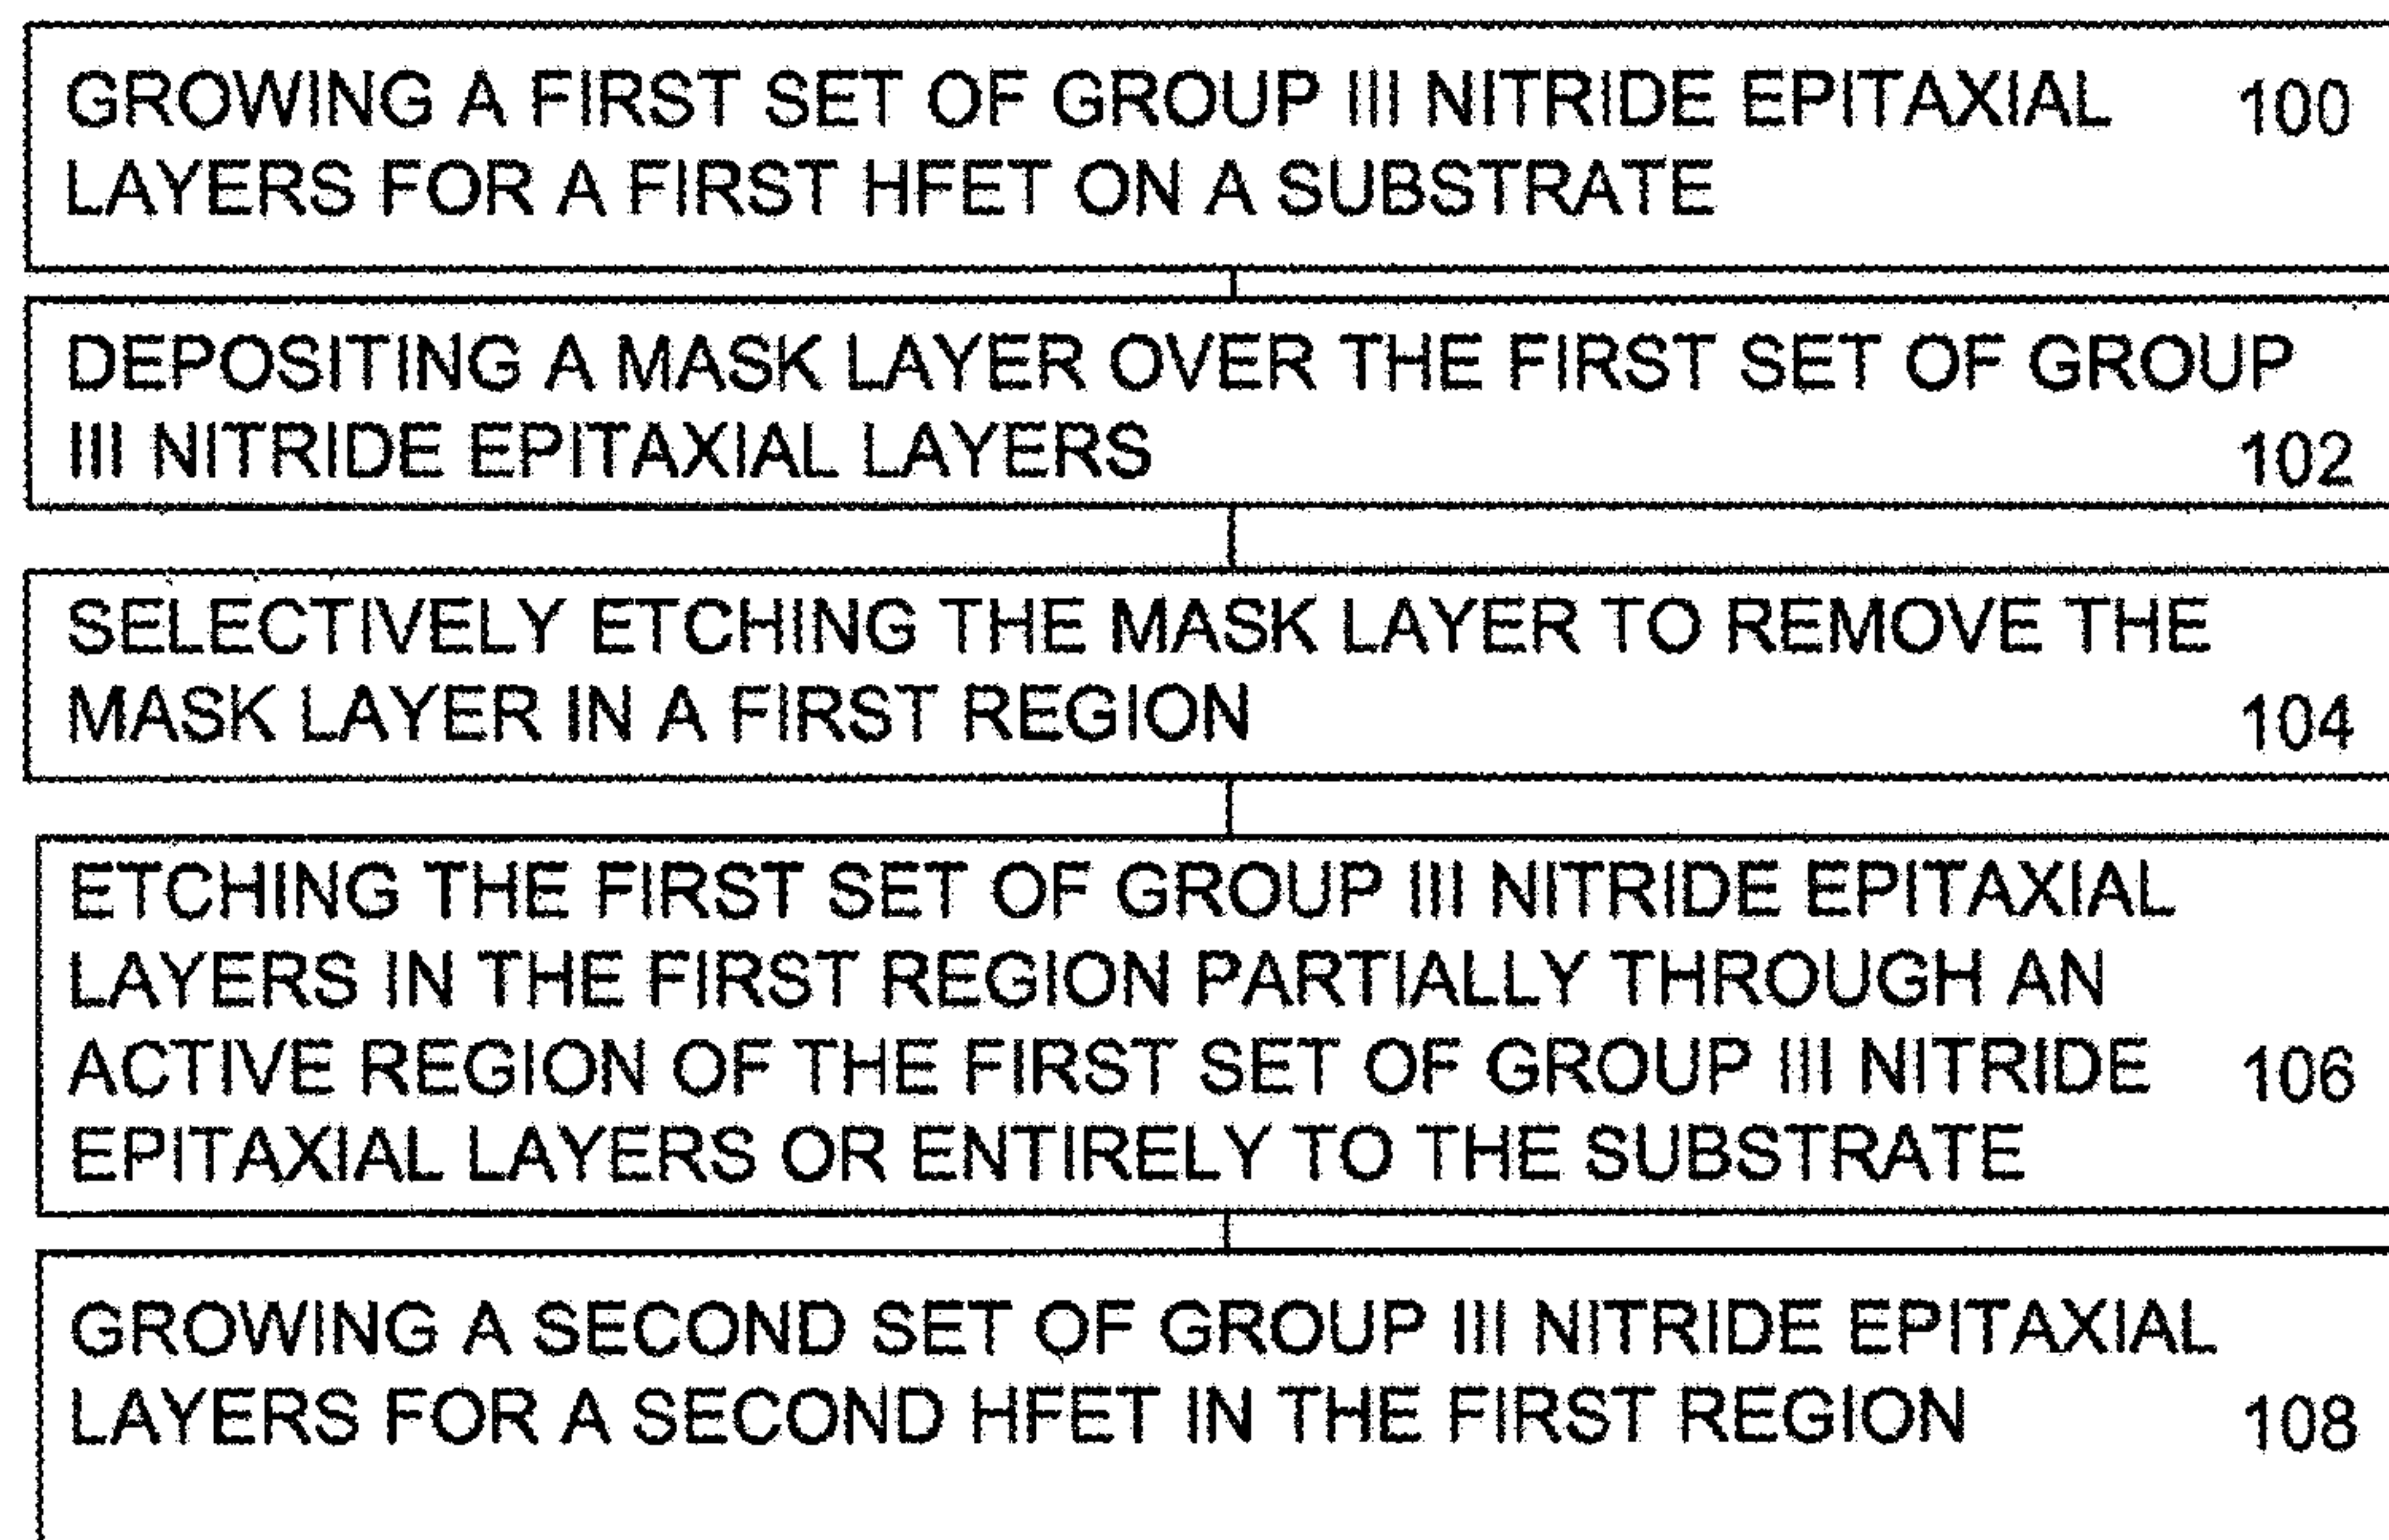 GROWING A FIRST SET OF GROUP III NITRIDE EPITAXIAL 100
LAYERS FOR A FIRST HFET ON A SUBSTRATE
DEPOSITING A MASK LAYER OVER THE FIRST SET OF GROUP
III NITRIDE EPITAXIAL LAYERS 102
SELECTIVELY ETCHING THE MASK LAYER TO REMOVE THE
MASK LAYER IN A FIRST REGION 104
ETCHING THE FIRST SET OF GROUP III NITRIDE EPITAXIAL
LAYERS IN THE FIRST REGION PARTIALLY THROUGH AN
ACTIVE REGION OF THE FIRST SET OF GROUP III NITRIDE 106
EPITAXIAL LAYERS OR ENTIRELY TO THE SUBSTRATE
GROWING A SECOND SET OF GROUP III NITRIDE EPITAXIAL
LAYERS FOR A SECOND HFET IN THE FIRST REGION 108